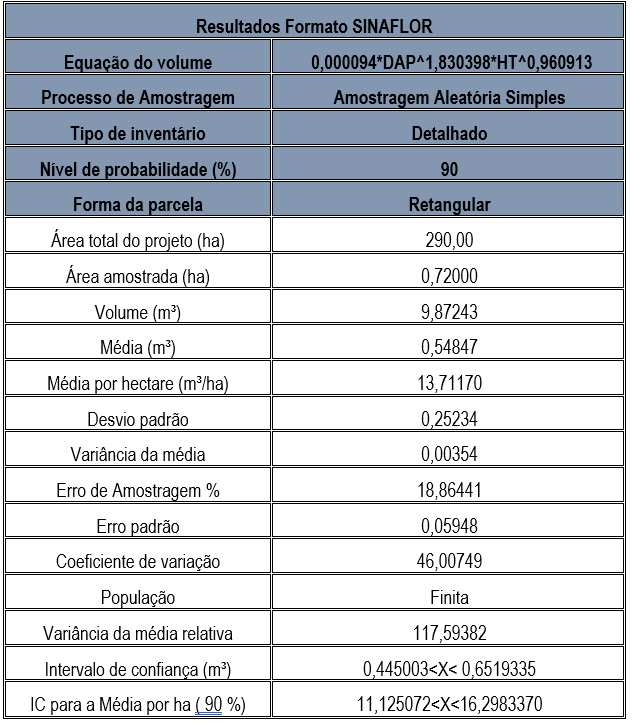 Resultados Formato SINAFLOR
Equação do volume 0,000094*DAP^1,830398*HT^0,960913
Processo de Amostragem Amostragem Aleatória Simples
Tipo de inventário Detalhado
Nível de probabilidade (%) 90
Forma da parcela Retangular
Área total do projeto (ha) 290,00
Área amostrada (ha) 0,72000
Volume (m³) 9,87243
Média (m³) 0,54847
Média por hectare (m³/ha) 13,71170
Desvio padrão 0,25234
Variância da média 0,00354
Erro de Amostragem % 18,86441
Erro padrão 0,05948
Coeficiente de variação 46,00749
População Finita
Variância da média relativa 117,59382
Intervalo de confiança (m³) 0,445003<X< 0,6519335
IC para a Média por ha ( 90 %) 11,125072<X<16,2983370